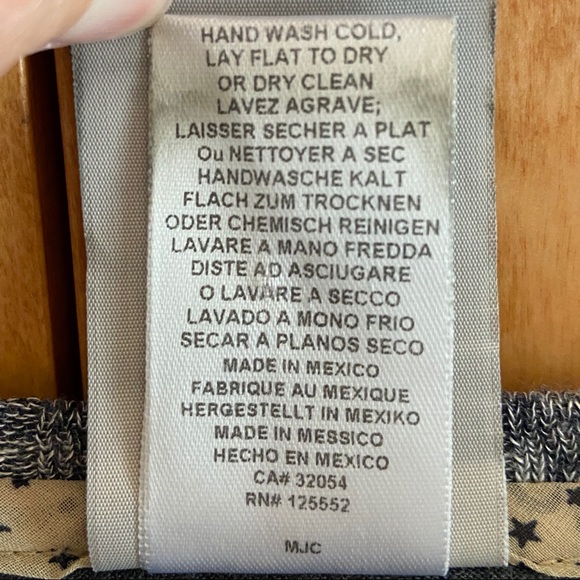 HAND WASH COLD,
LAY FLAT TO DRY
OR DRY CLEAN
LAVEZ AGRAVE;
LAISSER SECHER A PLAT
Ou NETTOYER A SEC
HANDWASCHE KALT
FLACH ZUM TROCKNEN
ODER CHEMISCH REINIGEN
LAVARE A MANO FREDDA
DISTE AD ASCIUGARE
O LAVARE A SECCO
LAVADO A MONO FRIO
SECAR A PLANOS SECO
MADE IN MEXICO
FABRIQUE AU MEXIQUE
HERGESTELLT IN MEXIKO
MADE IN MESSICO
HECHO EN MEXICO
CA# 32054
RN# 125552
MJC